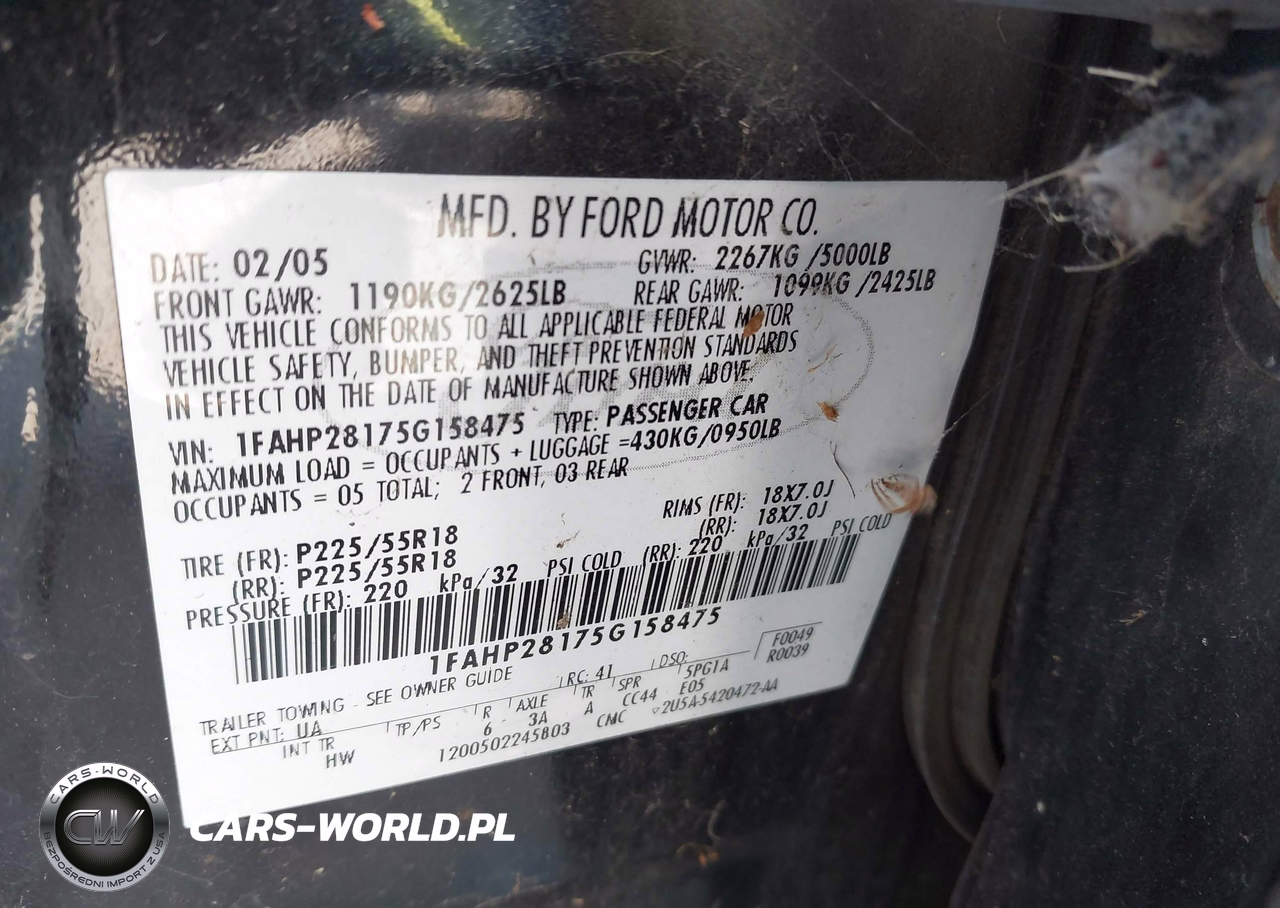 MFD. BY FORD MOTOR CO.
DATE: 02/05 GVWR: 2267KG /5000LB
FRONT GAWR: 1190KG/2625LB REAR GAWR: 1099KG /2425LB
THIS VEHICLE CONFORMS TO ALL APPLICABLE FEDERAL MOTOR
VEHICLE SAFETY, BUMPER, AND THEFT PREVENTION STANDARDS
IN EFFECT ON THE DATE OF MANUFACTURE SHOWN ABOVE.
VIN: 1FAHP28175G158475 TYPE: PASSENGER CAR
MAXIMUM LOAD = OCCUPANTS + LUGGAGE =430KG/0950LB
OCCUPANTS = 05 TOTAL; 2 FRONT, 03 REAR
TIRE (FR): P225/55R18 RIMS (FR): 18X7.0J
(RR): P225/55R18 (RR): 18X7.0J
PRESSURE (FR): 220 kPa/32 PSI COLD (RR): 220 kPa/32 PSI COLD
1FAHP28175G158475
TRAILER TOWING - SEE OWNER GUIDE RC: 41 DSO: F0049
EXT PNT: UA TP/PS R AXLE TR SPR 5PG1A R0039
INT TR 6 3A A CC44 E05
HW 1200502245803 CMC 2U5A-5420472-AA
CARS-WORLD
CW
BEZPOŚREDNI IMPORT Z USA
CARS-WORLD.PL